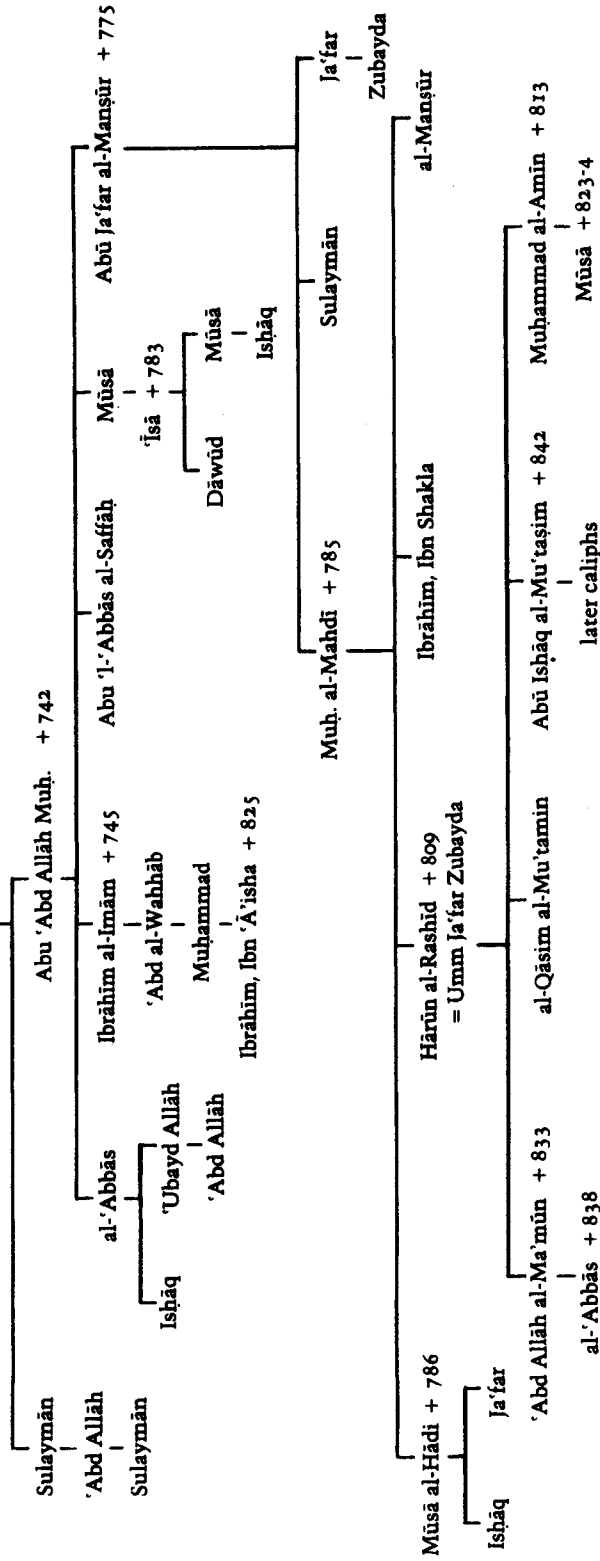 Abu ‘Abd Allāh Muḥ. + 742
Sulaymān
‘Abd Allāh
Sulaymān
al-‘Abbās
Ibrāhīm al-Imām + 745
Abu ’l-‘Abbās al-Saffāḥ
Mūsā
Abū Ja‘far al-Manṣūr + 775
Isḥāq
‘Ubayd Allāh
‘Abd Allāh
‘Abd al-Wahhāb
Muḥammad
Ibrāhīm, Ibn ‘Ā’isha + 825
‘Īsā + 783
Dāwūd
Mūsā
Isḥāq
Muḥ. al-Mahdī + 785
Sulaymān
Ja‘far
Zubayda
Mūsā al-Hādi + 786
Hārūn al-Rashīd + 809
= Umm Ja‘far Zubayda
Ibrāhīm, Ibn Shakla
al-Manṣūr
Isḥāq
Ja‘far
‘Abd Allāh al-Ma’mūn + 833
al-Qāsim al-Mu’tamin
Abū Isḥāq al-Mu‘taṣim + 842
Muḥammad al-Amīn + 813
al-‘Abbās + 838
later caliphs
Mūsā + 823-4